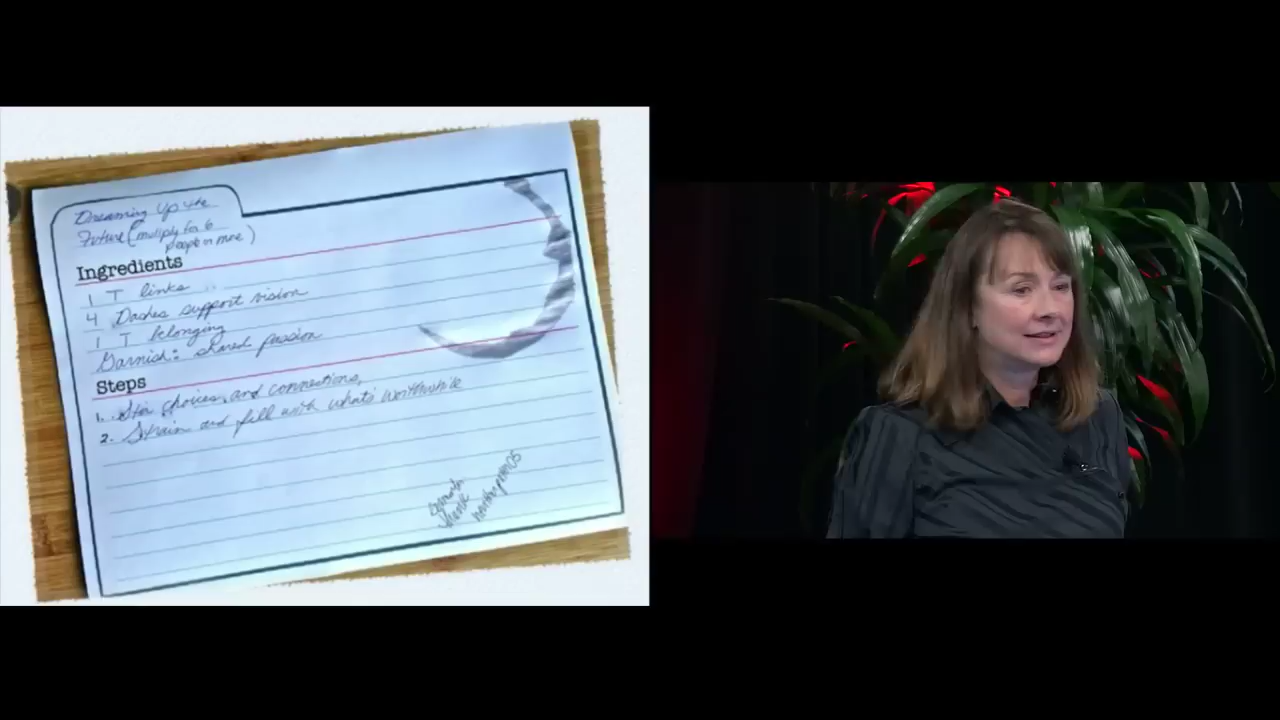 Dreaming Up the
Future (multiply for 6
people or more)
Ingredients
1 T links
4 Dashes support vision
1 T belonging
Garnish: shared passion
Steps
1. Stir choices and connections,
2. Strain and fill with what's worthwhile